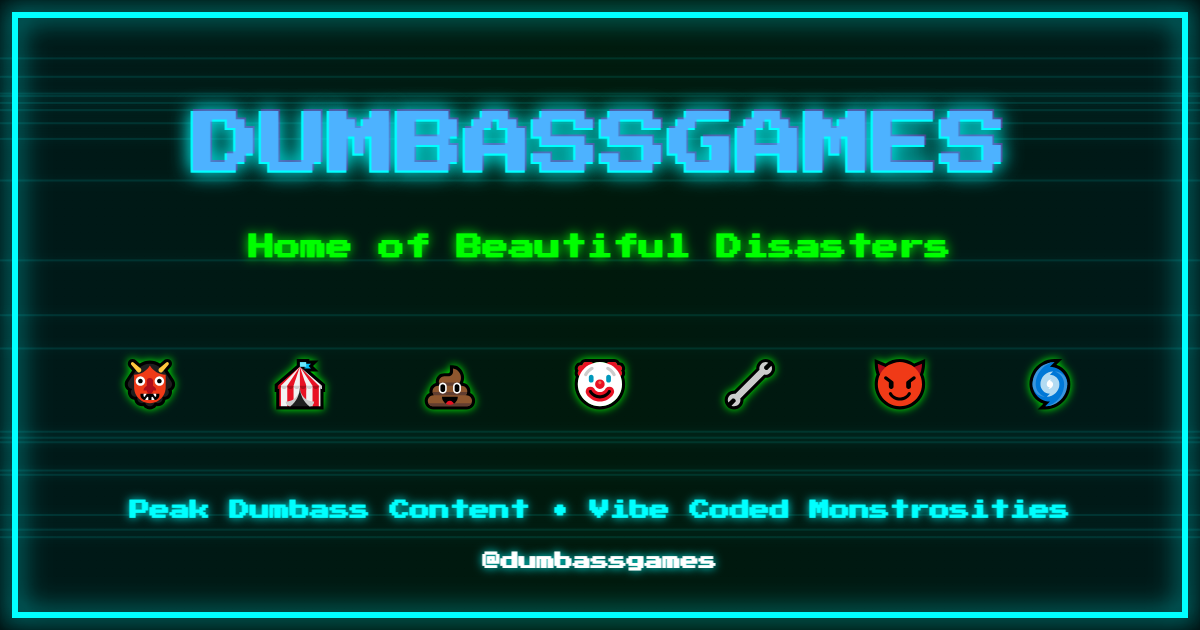 DUMBASSGAMES
Home of Beautiful Disasters
Peak Dumbass Content • Vibe Coded Monstrosities
@dumbassgames